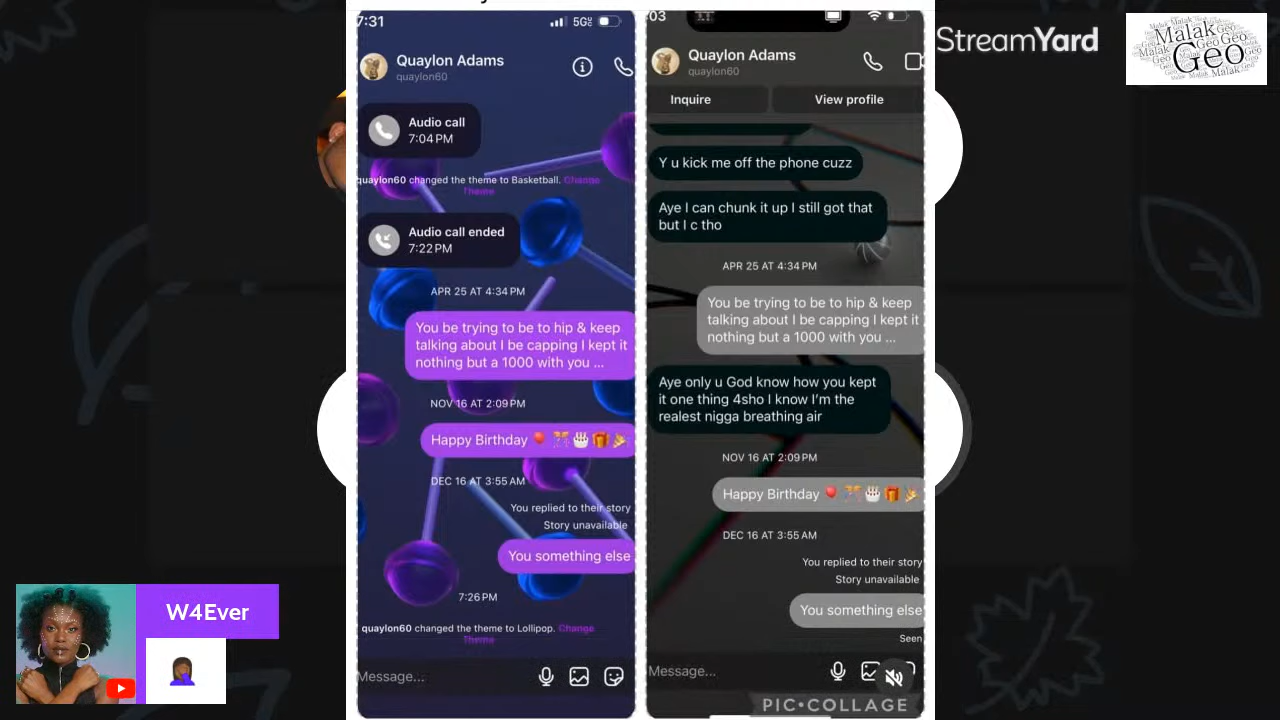 7:31
5G
Quaylon Adams
quaylon60
Audio call
7:04 PM
quaylon60 changed the theme to Basketball. Change
Theme
Audio call ended
7:22 PM
APR 25 AT 4:34 PM
You be trying to be to hip & keep
talking about I be capping I kept it
nothing but a 1000 with you ...
NOV 16 AT 2:09 PM
Happy Birthday 🎈 🎊 🎂 🎁 🎉
DEC 16 AT 3:55 AM
You replied to their story
Story unavailable
You something else
7:26 PM
quaylon60 changed the theme to Lollipop. Change
Theme
Message...
:03
Quaylon Adams
quaylon60
Inquire
View profile
Y u kick me off the phone cuzz
Aye I can chunk it up I still got that
but I c tho
APR 25 AT 4:34 PM
You be trying to be to hip & keep
talking about I be capping I kept it
nothing but a 1000 with you ...
Aye only u God know how you kept
it one thing 4sho I know I'm the
realest nigga breathing air
NOV 16 AT 2:09 PM
Happy Birthday 🎈 🎊 🎂 🎁 🎉
DEC 16 AT 3:55 AM
You replied to their story
Story unavailable
You something else
Seen
Message...
PIC•COLLAGE
StreamYard
Malak
Geo
W4Ever